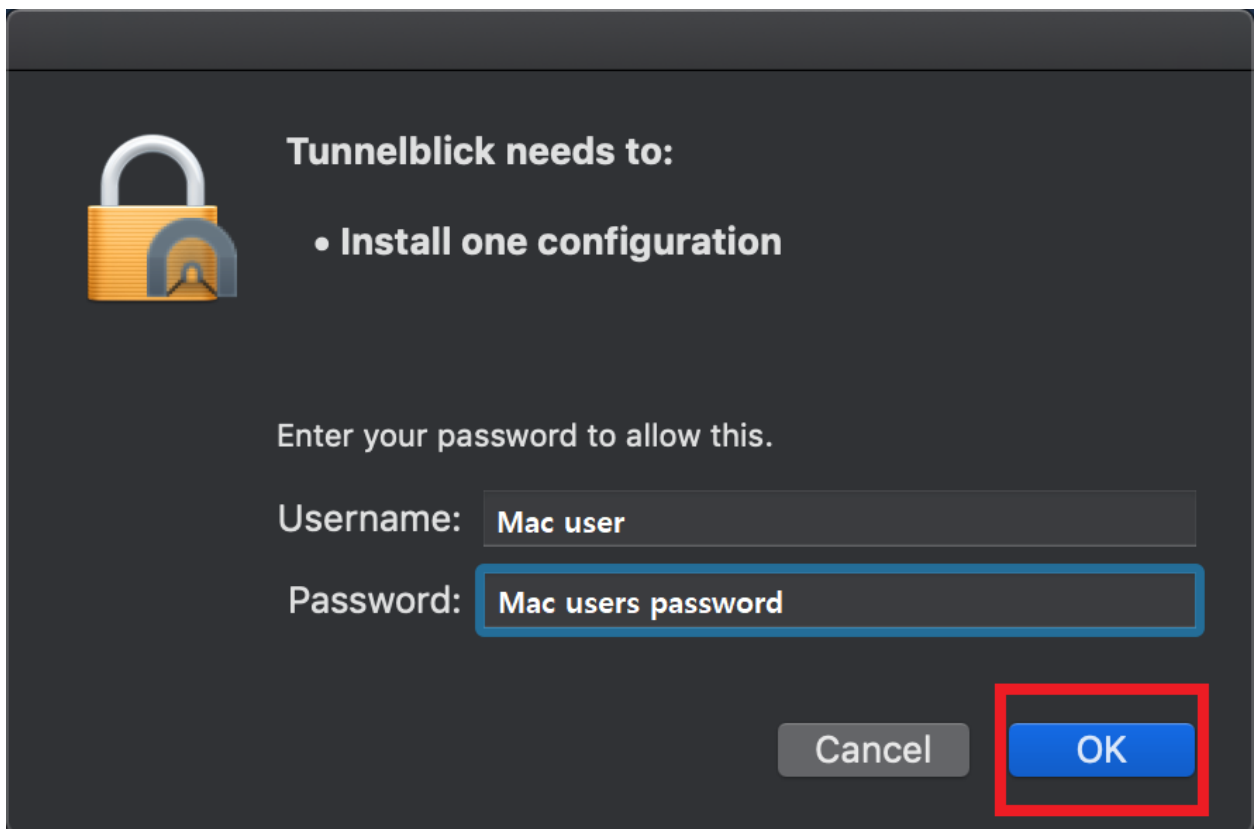 Tunnelblick needs to:
• Install one configuration
Enter your password to allow this.
Username: Mac user
Password: Mac users password
Cancel OK